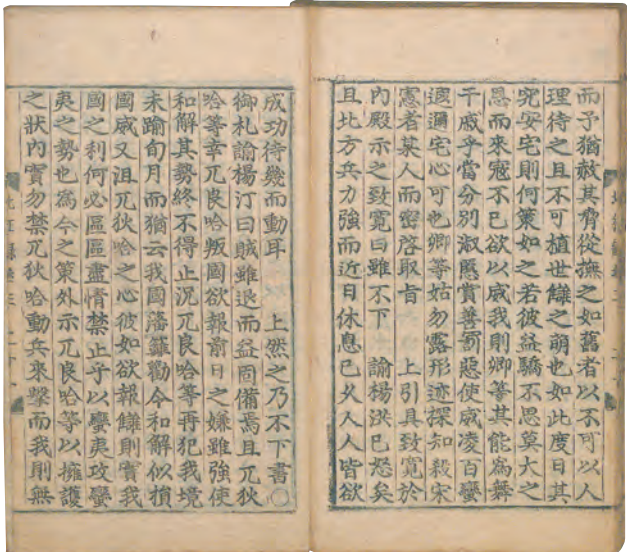 而予猶赦其脅從撫之如舊者以不可以人
理待之且不可植世讎之萌也如此度日其
究安宅則何策如之若彼益驕不思莫大之
恩而來寇不已欲以威我則卿等其能爲舞
干戚乎當分別淑慝賞善罰惡使威凌百蠻
遐邇宅心可也卿等姑勿露形迹探知殺宋
憲者某人而密啓取旨 上引具致寬於
內殿示之致寬曰雖不下 諭楊汀已悉矣
且北方兵力強而近日休息已久人人皆欲
成功待幾而動耳 上然之乃不下書○
御札諭楊汀曰賊雖退而益固備焉且兀狄
哈等幸兀良哈叛國欲報前日之嫌雖強使
和解其勢終不得止况兀良哈等再犯我境
未踰旬月而猶云我國藩籬勸令和解似損
國威又沮兀狄哈之心彼如欲報讎則實我
國之利何必區區盡情禁止乎以蠻夷攻蠻
夷之勢也爲今之策外示兀良哈等以擁護
之狀內實勿禁兀狄哈動兵來擊而我則無
北征錄卷三